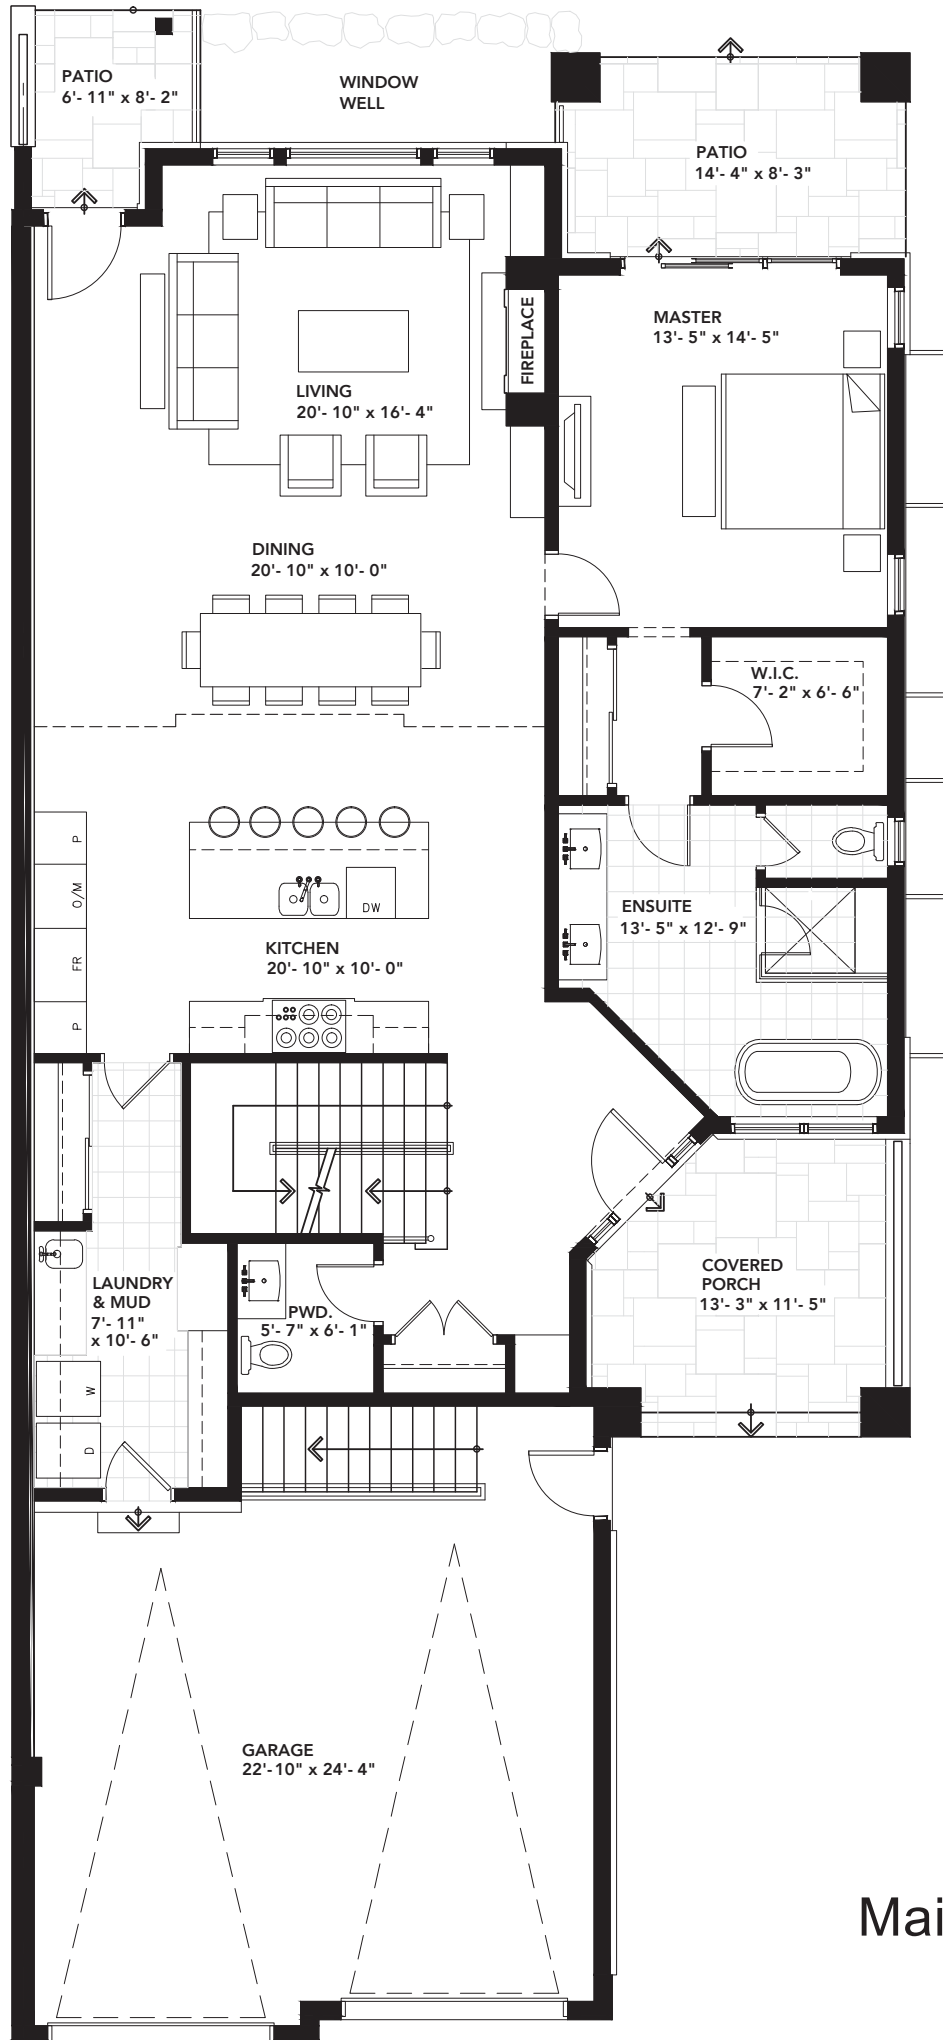 PATIO
6'- 11" x 8'- 2"
WINDOW
WELL
PATIO
14'- 4" x 8'- 3"
MASTER
13'- 5" x 14'- 5"
FIREPLACE
LIVING
20'- 10" x 16'- 4"
DINING
20'- 10" x 10'- 0"
W.I.C.
7'- 2" x 6'- 6"
P
O/M
FR
P
DW
ENSUITE
13'- 5" x 12'- 9"
KITCHEN
20'- 10" x 10'- 0"
LAUNDRY
& MUD
7'- 11"
x 10'- 6"
W
D
PWD.
5'- 7" x 6'- 1"
COVERED
PORCH
13'- 3" x 11'- 5"
GARAGE
22'- 10" x 24'- 4"
Mai